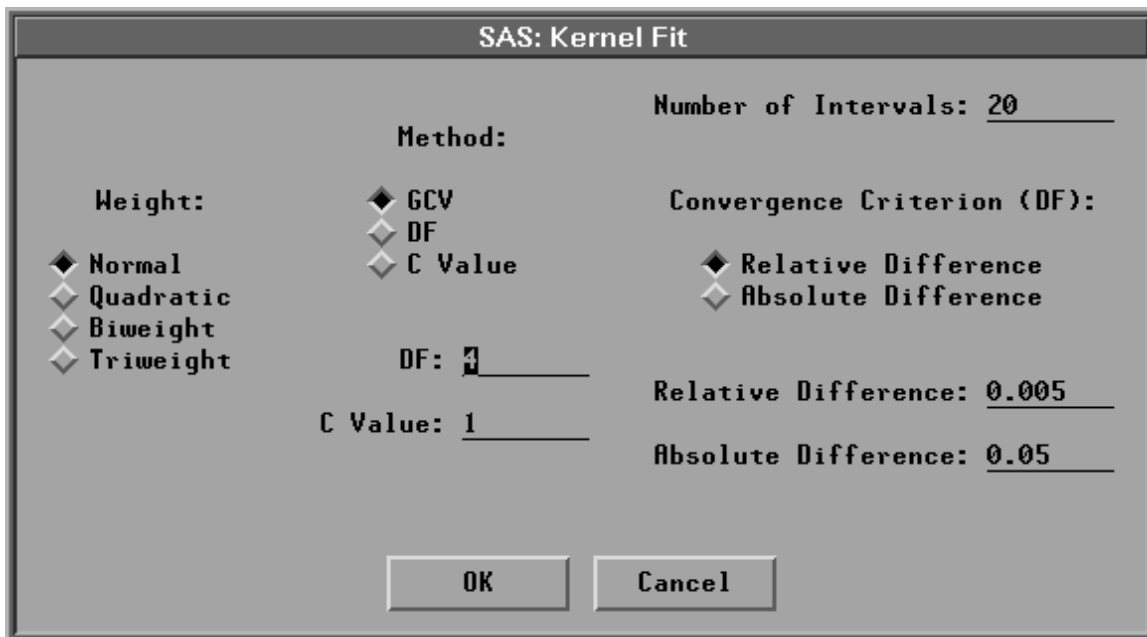 SAS: Kernel Fit
Weight:
Normal
Quadratic
Biweight
Triweight
Method:
GCV
DF
C Value
DF: 4
C Value: 1
Number of Intervals: 20
Convergence Criterion (DF):
Relative Difference
Absolute Difference
Relative Difference: 0.005
Absolute Difference: 0.05
OK
Cancel